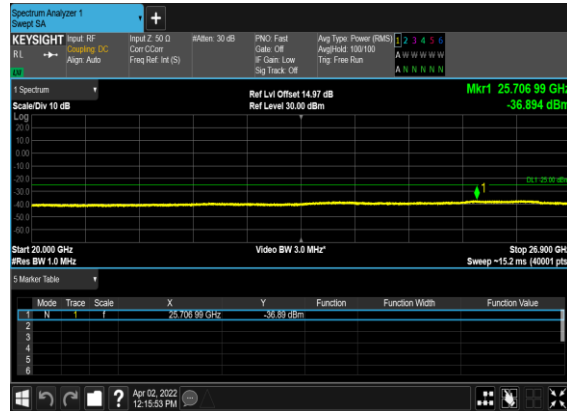 Spectrum Analyzer 1
Swept SA
+
KEYSIGHT Input: RF Input Z: 50 Ω #Atten: 30 dB PNO: Fast Avg Type: Power (RMS) 1 2 3 4 5 6
RL Coupling: DC Corr CCorr Gate: Off Avg|Hold: 100/100 A W W W W W
Align: Auto Freq Ref: Int (S) IF Gain: Low Trig: Free Run
Sig Track: Off A N N N N N
1 Spectrum Ref Lvl Offset 14.97 dB Mkr1 25.706 99 GHz
Scale/Div 10 dB Ref Level 30.00 dBm -36.894 dBm
Log
20.0
10.0
0.00
-10.0
-20.0 DL1 -25.00 dBm
-30.0 1
-40.0
-50.0
-60.0
Start 20.000 GHz Video BW 3.0 MHz* Stop 26.900 GHz
#Res BW 1.0 MHz Sweep ~15.2 ms (40001 pts)
5 Marker Table
Mode Trace Scale X Y Function Function Width Function Value
1 N 1 f 25.706 99 GHz -36.89 dBm
2
3
4
5
6
? Apr 02, 2022
12:15:53 PM